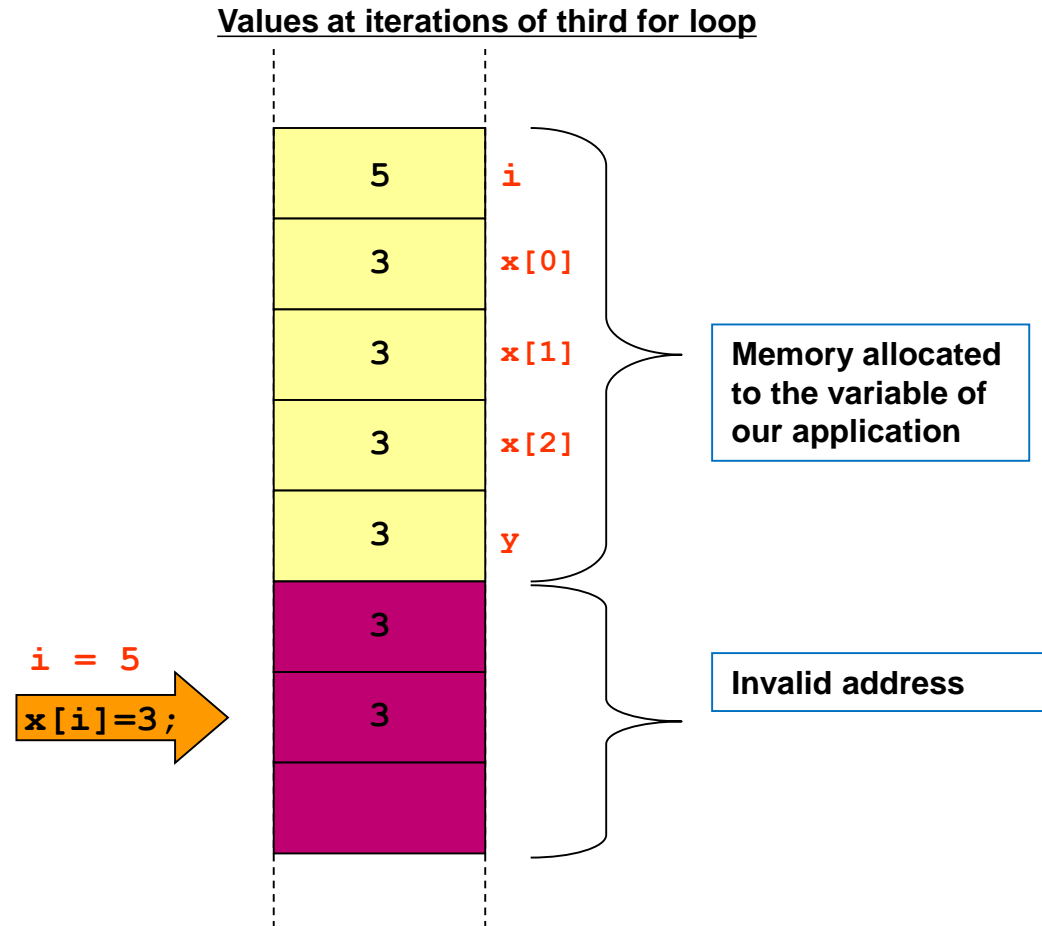 Values at iterations of third for loop
5 i
3 x[0]
3 x[1]
3 x[2]
3 y
3
3
Memory allocated
to the variable of
our application
Invalid address
i = 5
x[i]=3;